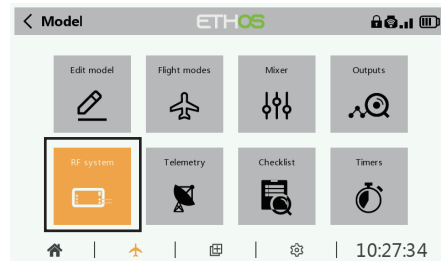 Model
ETHOS
Edit model
Flight modes
Mixer
Outputs
RF system
Telemetry
Checklist
Timers
10:27:34